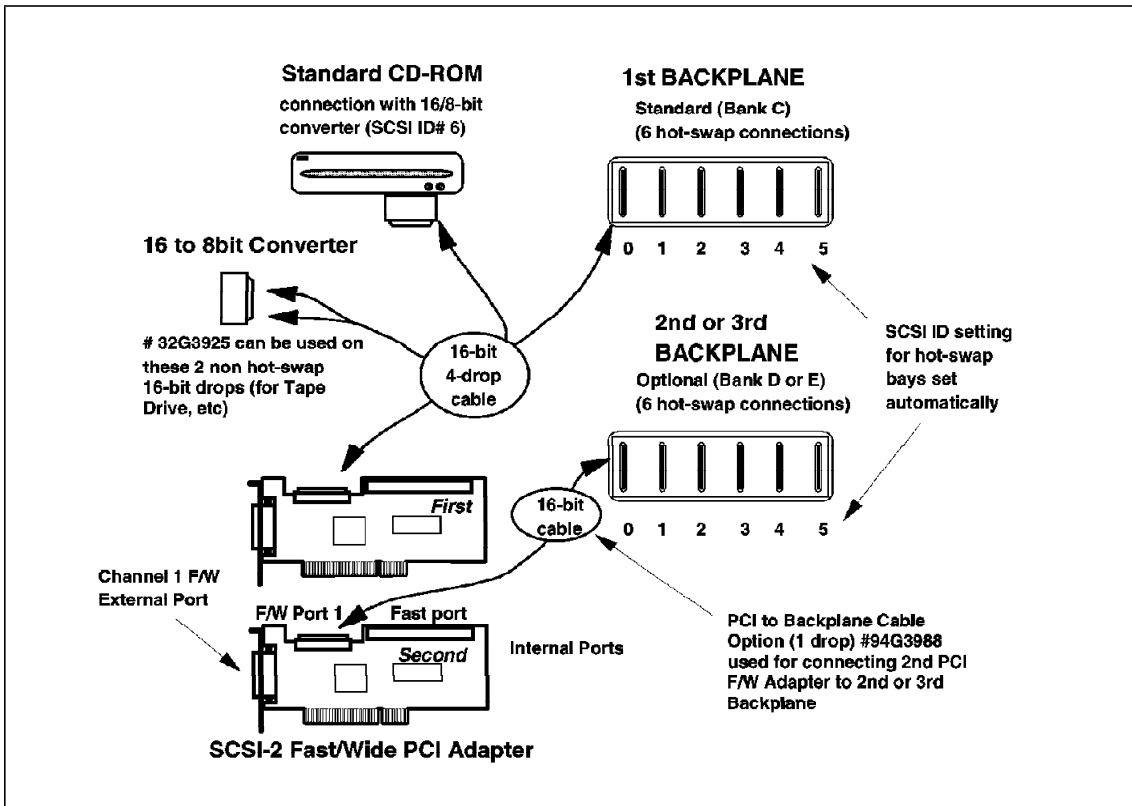 Standard CD-ROM
connection with 16/8-bit
converter (SCSI ID# 6)
1st BACKPLANE
Standard (Bank C)
(6 hot-swap connections)
0 1 2 3 4 5
16 to 8bit Converter
# 32G3925 can be used on
these 2 non hot-swap
16-bit drops (for Tape
Drive, etc)
16-bit
4-drop
cable
2nd or 3rd
BACKPLANE
Optional (Bank D or E)
(6 hot-swap connections)
0 1 2 3 4 5
SCSI ID setting
for hot-swap
bays set
automatically
First
16-bit
cable
Channel 1 F/W
External Port
F/W Port 1
Fast port
Second
Internal Ports
PCI to Backplane Cable
Option (1 drop) #94G3988
used for connecting 2nd PCI
F/W Adapter to 2nd or 3rd
Backplane
SCSI-2 Fast/Wide PCI Adapter